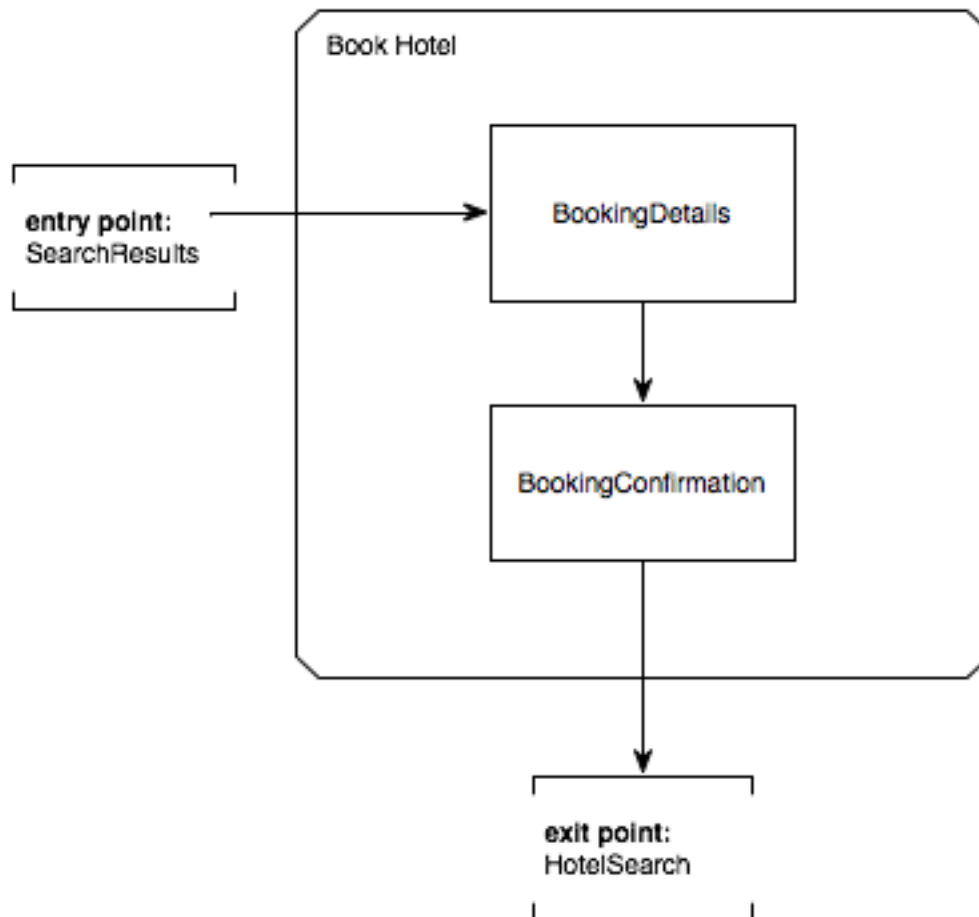 Book Hotel
entry point:
SearchResults
BookingDetails
BookingConfirmation
exit point:
HotelSearch